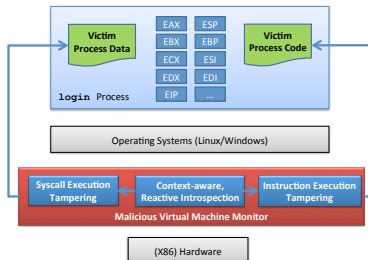 Victim
Process Data
EAX
ESP
EBX
EBP
ECX
ESI
EDX
EDI
EIP
...
Victim
Process Code
login Process
Operating Systems (Linux/Windows)
Syscall Execution
Tampering
Context-aware,
Reactive Introspection
Instruction Execution
Tampering
Malicious Virtual Machine Monitor
(X86) Hardware